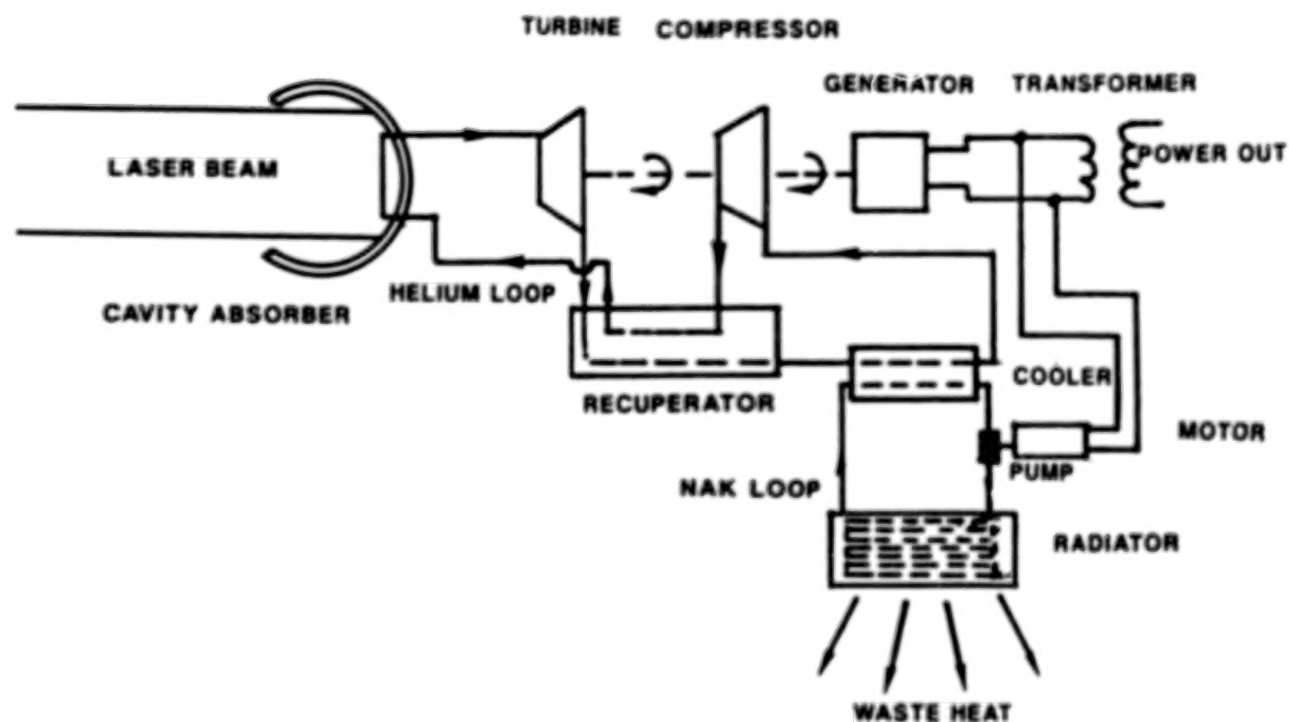 TURBINE COMPRESSOR
GENERATOR TRANSFORMER
LASER BEAM
POWER OUT
HELIUM LOOP
CAVITY ABSORBER
COOLER
RECUPERATOR
MOTOR
PUMP
NAK LOOP
RADIATOR
WASTE HEAT